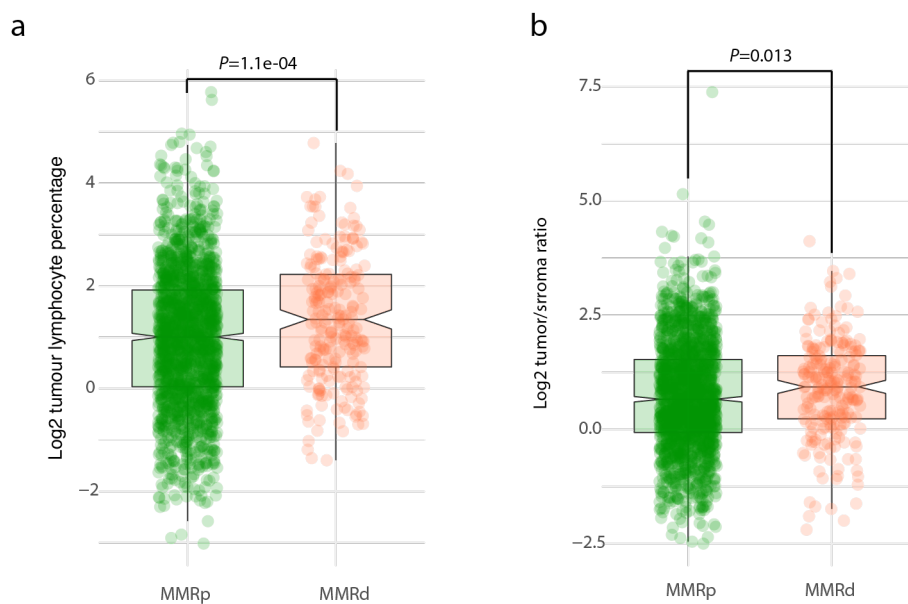 a
P=1.1e-04
6
4
2
0
−2
Log2 tumour lymphocyte percentage
MMRp MMRd
b
P=0.013
7.5
5.0
2.5
0.0
−2.5
Log2 tumor/srroma ratio
MMRp MMRd